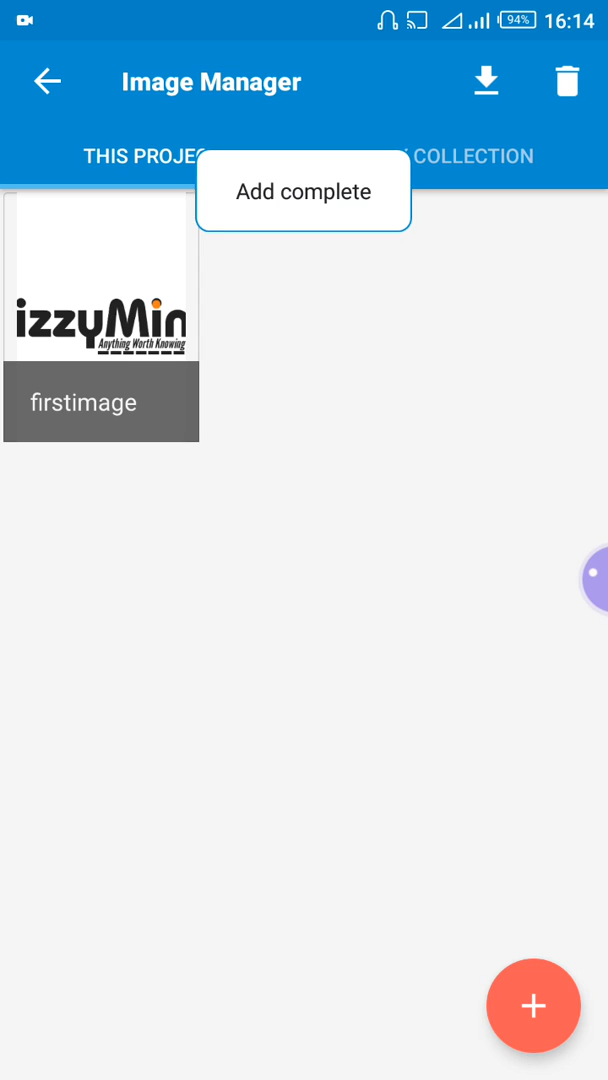 94% 16:14
Image Manager
THIS PROJEC COLLECTION
Add complete
izzyMin
Anything Worth Knowing
firstimage